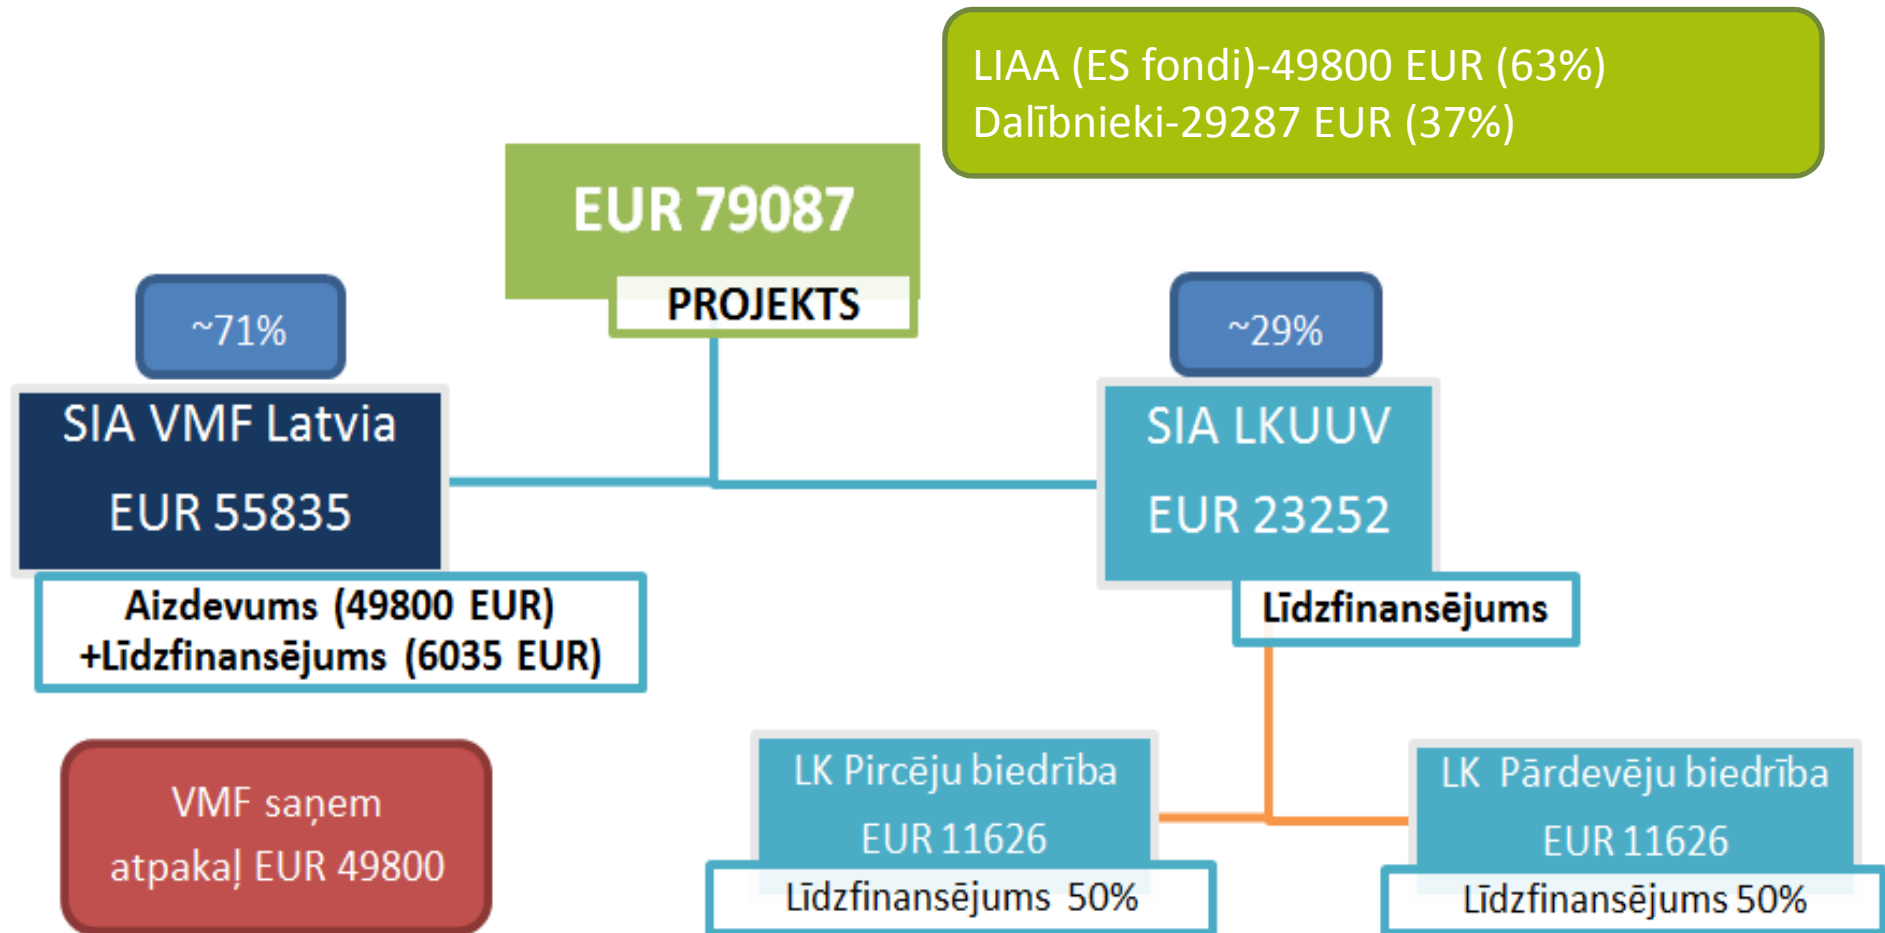 LIAA (ES fondi)-49800 EUR (63%)
Dalībnieki-29287 EUR (37%)
EUR 79087
PROJEKTS
~71%
~29%
SIA VMF Latvia
EUR 55835
SIA LKUUV
EUR 23252
Aizdevums (49800 EUR)
+Līdzfinansējums (6035 EUR)
Līdzfinansējums
VMF saņem
atpakaļ EUR 49800
LK Pircēju biedrība
EUR 11626
Līdzfinansējums 50%
LK Pārdevēju biedrība
EUR 11626
Līdzfinansējums 50%